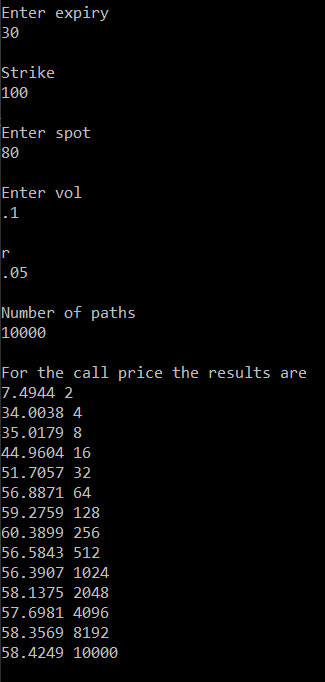 Enter expiry
30
Strike
100
Enter spot
80
Enter vol
.1
r
.05
Number of paths
10000
For the call price the results are
7.4944 2
34.0038 4
35.0179 8
44.9604 16
51.7057 32
56.8871 64
59.2759 128
60.3899 256
56.5843 512
56.3907 1024
58.1375 2048
57.6981 4096
58.3569 8192
58.4249 10000